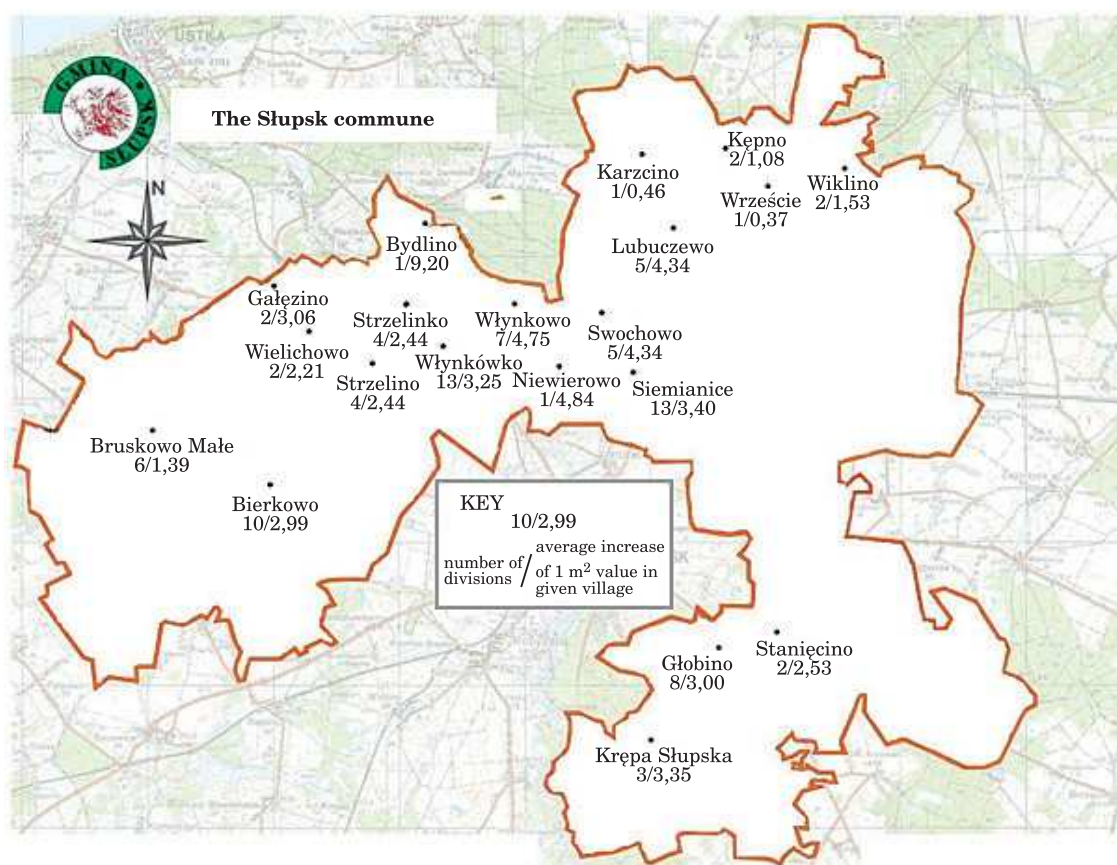 USTKA
GMINA
SŁUPSK
The Słupsk commune
N
Kępno
2/1,08
Karzcino
1/0,46
Wiklino
2/1,53
Wrzeście
1/0,37
Lubuczewo
5/4,34
Bydlino
1/9,20
Gałęzino
2/3,06
Strzelinko
4/2,44
Włynkowo
7/4,75
Swochowo
5/4,34
Wielichowo
2/2,21
Włynkówko
13/3,25
Strzelino
4/2,44
Niewierowo
1/4,84
Siemianice
13/3,40
Bruskowo Małe
6/1,39
Bierkowo
10/2,99
KEY
10/2,99
number of divisions / average increase
of 1 m² value in
given village
Stanięcino
2/2,53
Głobino
8/3,00
Krępa Słupska
3/3,35